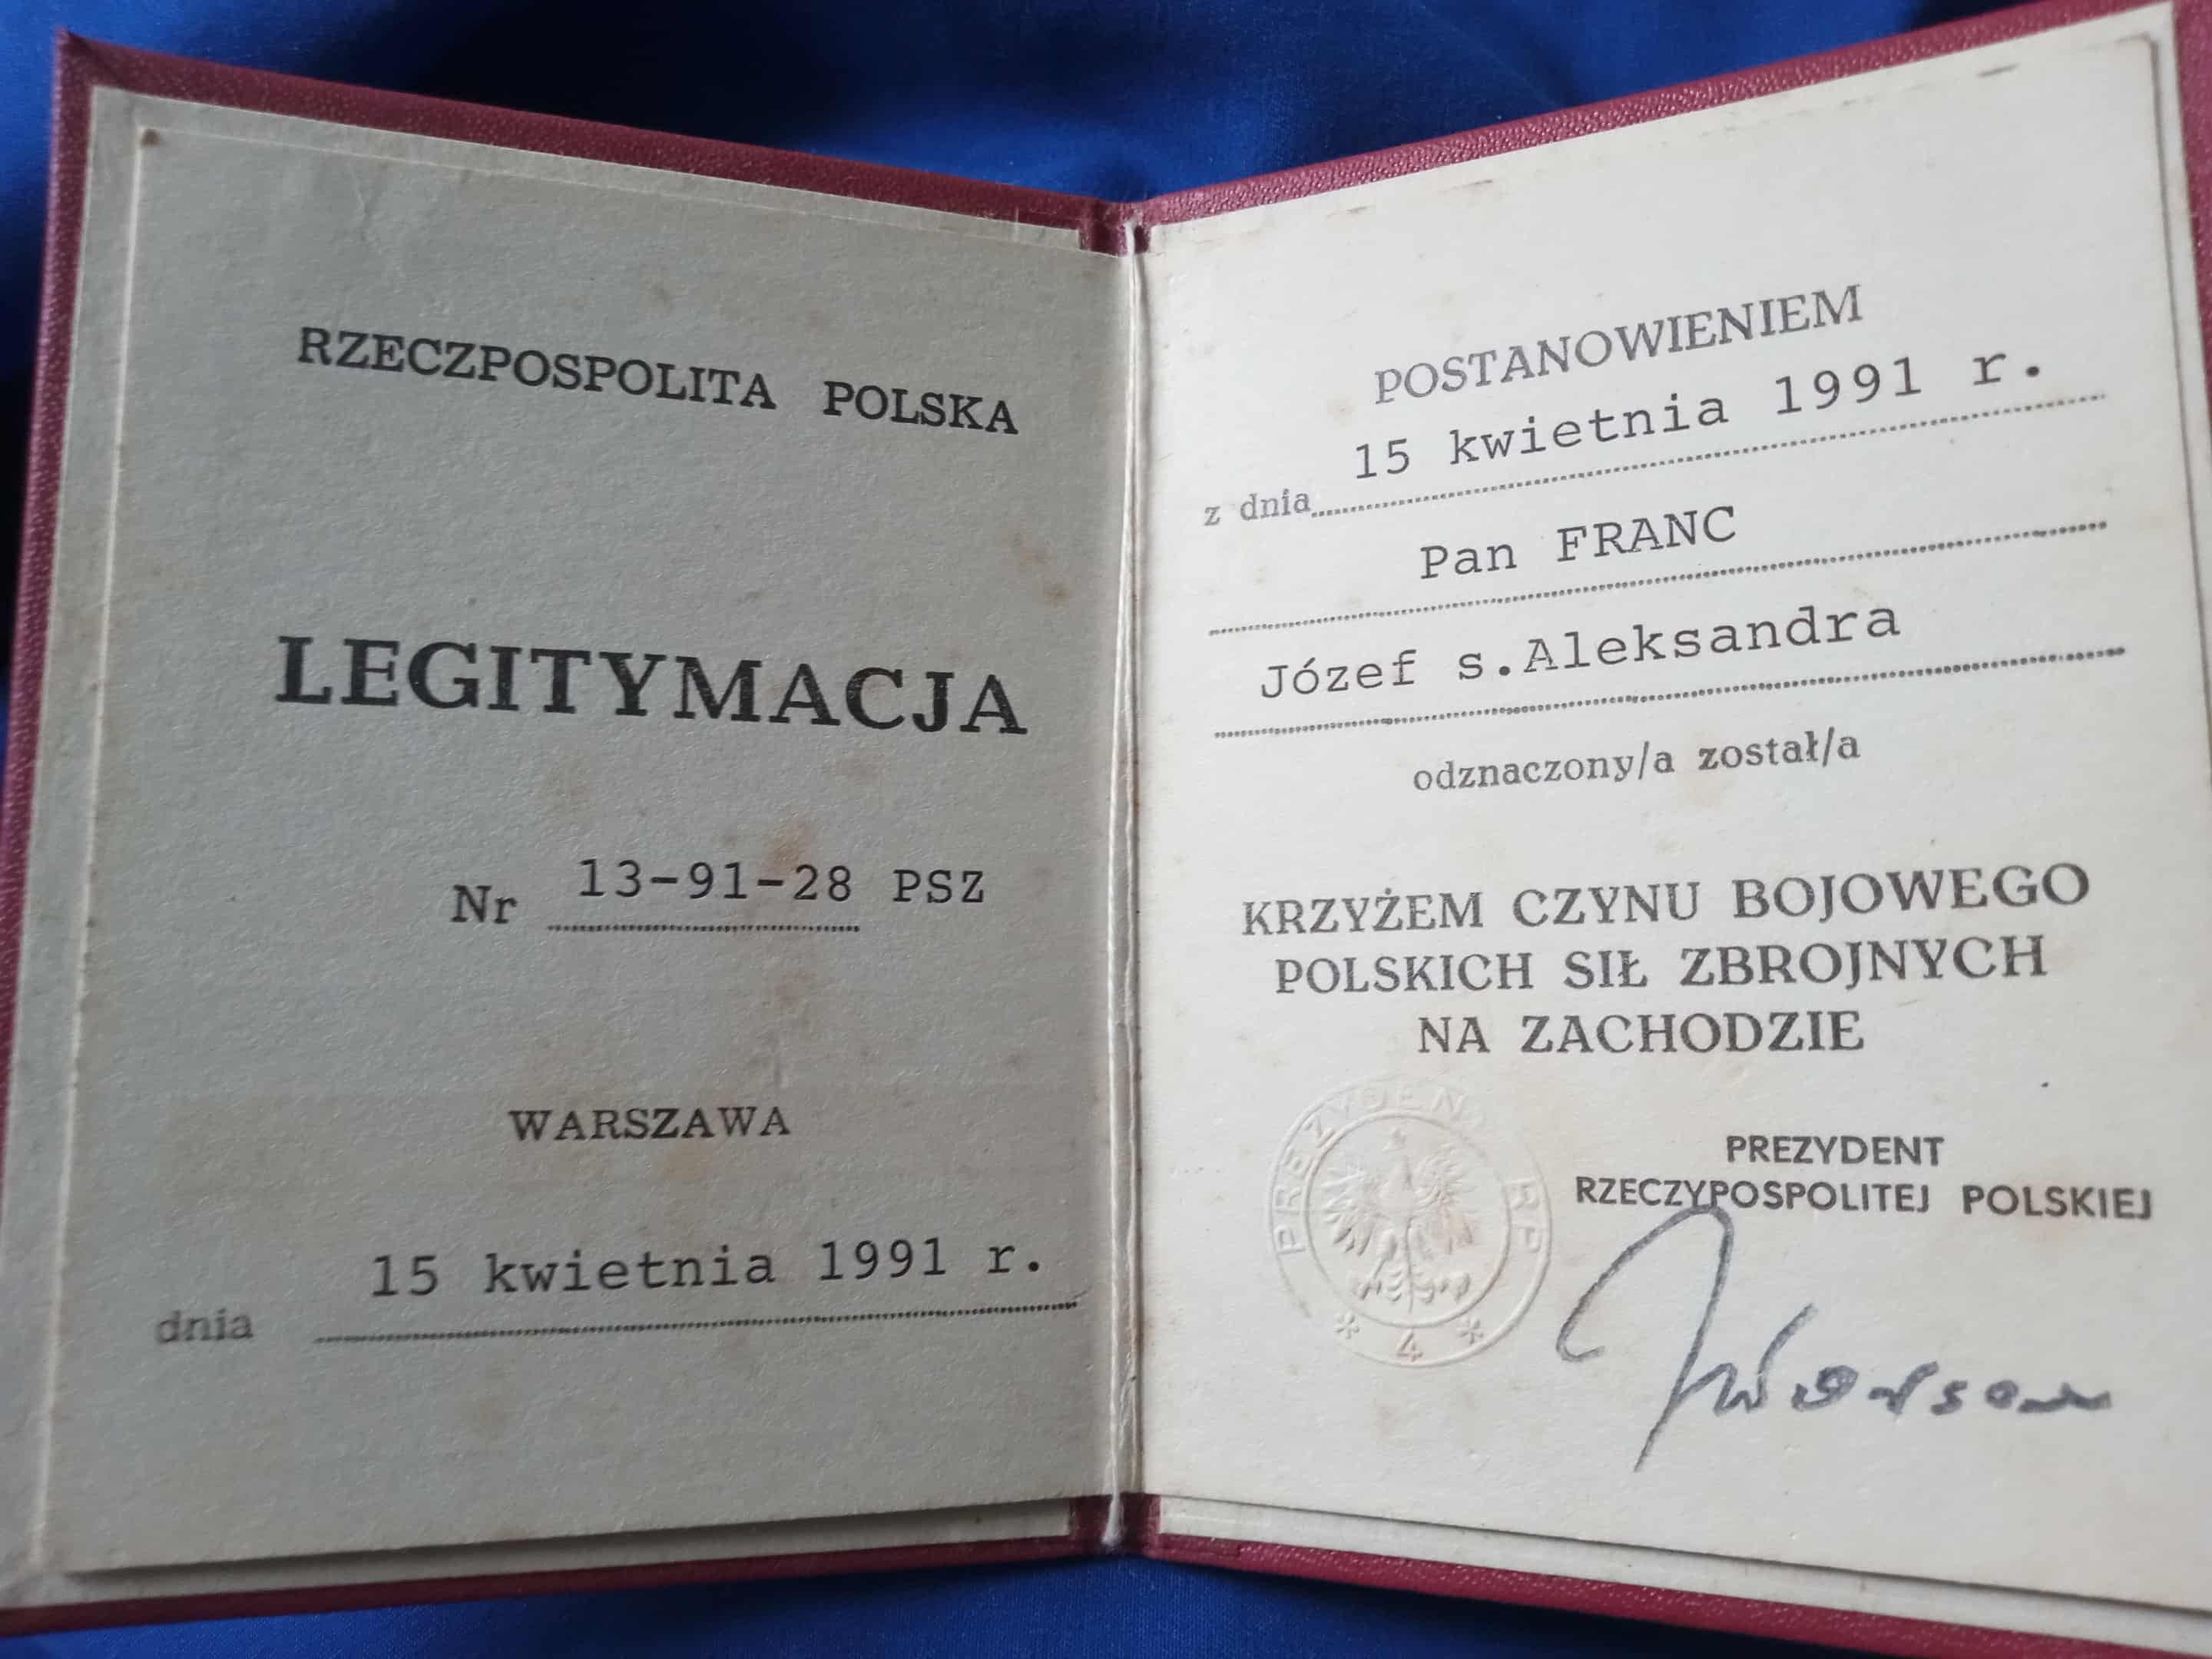 RZECZPOSPOLITA POLSKA
LEGITYMACJA
Nr 13-91-28 PSZ
WARSZAWA
dnia 15 kwietnia 1991 r.
POSTANOWIENIEM
z dnia 15 kwietnia 1991 r.
Pan FRANC
Józef s.Aleksandra
odznaczony/a został/a
KRZYŻEM CZYNU BOJOWEGO
POLSKICH SIŁ ZBROJNYCH
NA ZACHODZIE
PREZYDENT RP
* 4 *
PREZYDENT
RZECZYPOSPOLITEJ POLSKIEJ